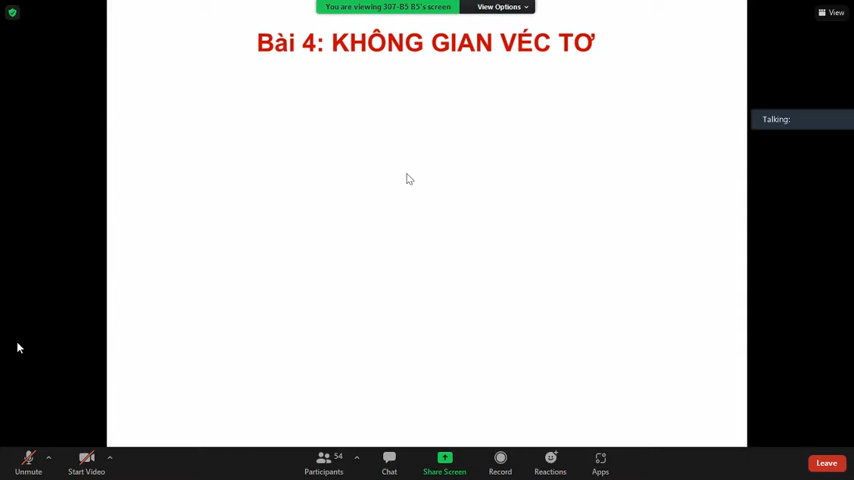 You are viewing 307-B5 B5's screen
View Options
View
Bài 4: KHÔNG GIAN VÉC TƠ
Talking:
Unmute
Start Video
54
Participants
Chat
Share Screen
Record
Reactions
Apps
Leave